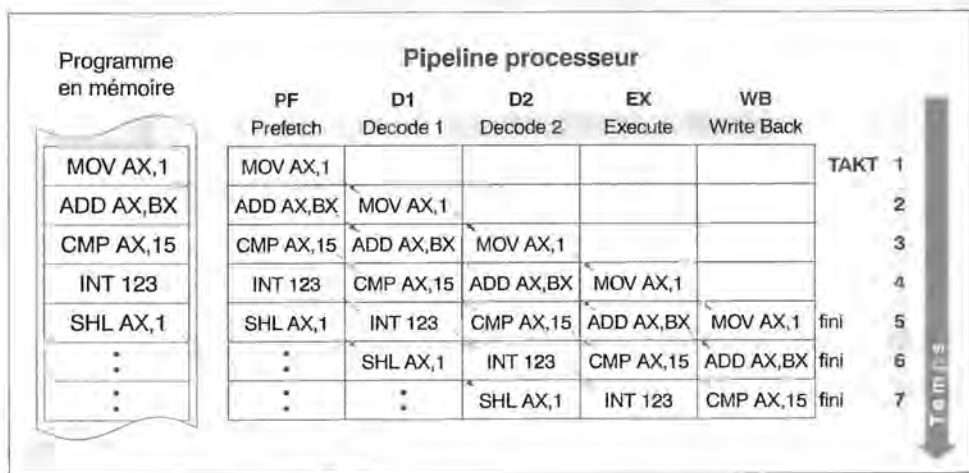 Programme
en mémoire
Pipeline processeur
PF D1 D2 EX WB
Prefetch Decode 1 Decode 2 Execute Write Back
MOV AX,1 MOV AX,1 TAKT 1
ADD AX,BX ADD AX,BX MOV AX,1 2
CMP AX,15 CMP AX,15 ADD AX,BX MOV AX,1 3
INT 123 INT 123 CMP AX,15 ADD AX,BX MOV AX,1 4
SHL AX,1 SHL AX,1 INT 123 CMP AX,15 ADD AX,BX MOV AX,1 fini 5
SHL AX,1 INT 123 CMP AX,15 ADD AX,BX fini 6
SHL AX,1 INT 123 CMP AX,15 fini 7
Temps